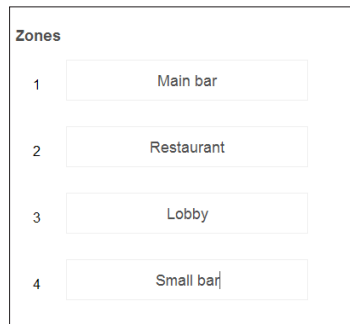 Zones
1 Main bar
2 Restaurant
3 Lobby
4 Small bar